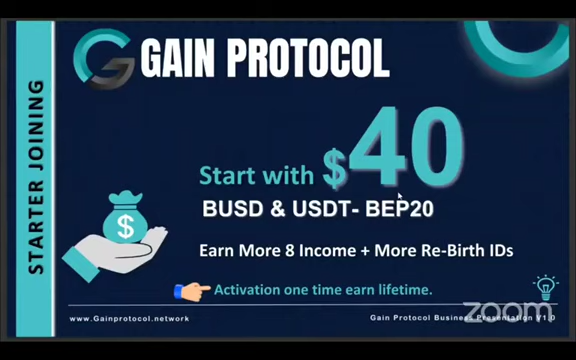 GAIN PROTOCOL
STARTER JOINING
Start with $40
BUSD & USDT- BEP20
Earn More 8 Income + More Re-Birth IDs
Activation one time earn lifetime.
zoom
www.Gainprotocol.network
Gain Protocol Business Presentation V1.0